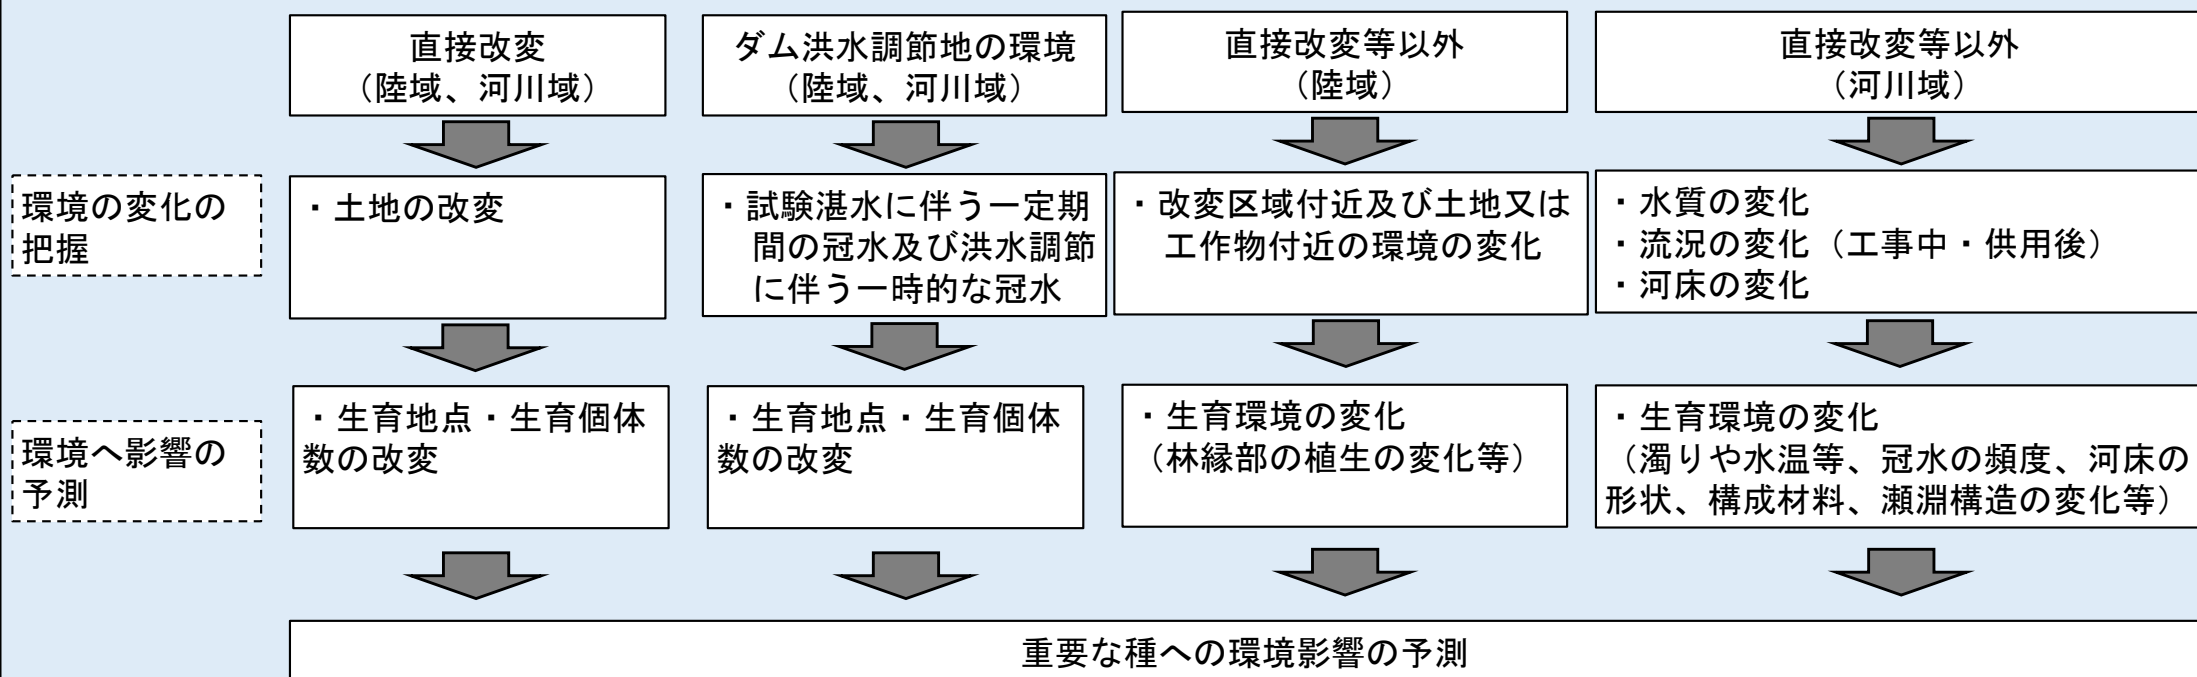 直接改変
（陸域、河川域）
ダム洪水調節地の環境
（陸域、河川域）
直接改変等以外
（陸域）
直接改変等以外
（河川域）
環境の変化の
把握
・土地の改変
・試験湛水に伴う一定期
間の冠水及び洪水調節
に伴う一時的な冠水
・改変区域付近及び土地又は
工作物付近の環境の変化
・水質の変化
・流況の変化（工事中・供用後）
・河床の変化
環境へ影響の
予測
・生育地点・生育個体
数の改変
・生育地点・生育個体
数の改変
・生育環境の変化
（林縁部の植生の変化等）
・生育環境の変化
（濁りや水温等、冠水の頻度、河床の
形状、構成材料、瀬淵構造の変化等）
重要な種への環境影響の予測